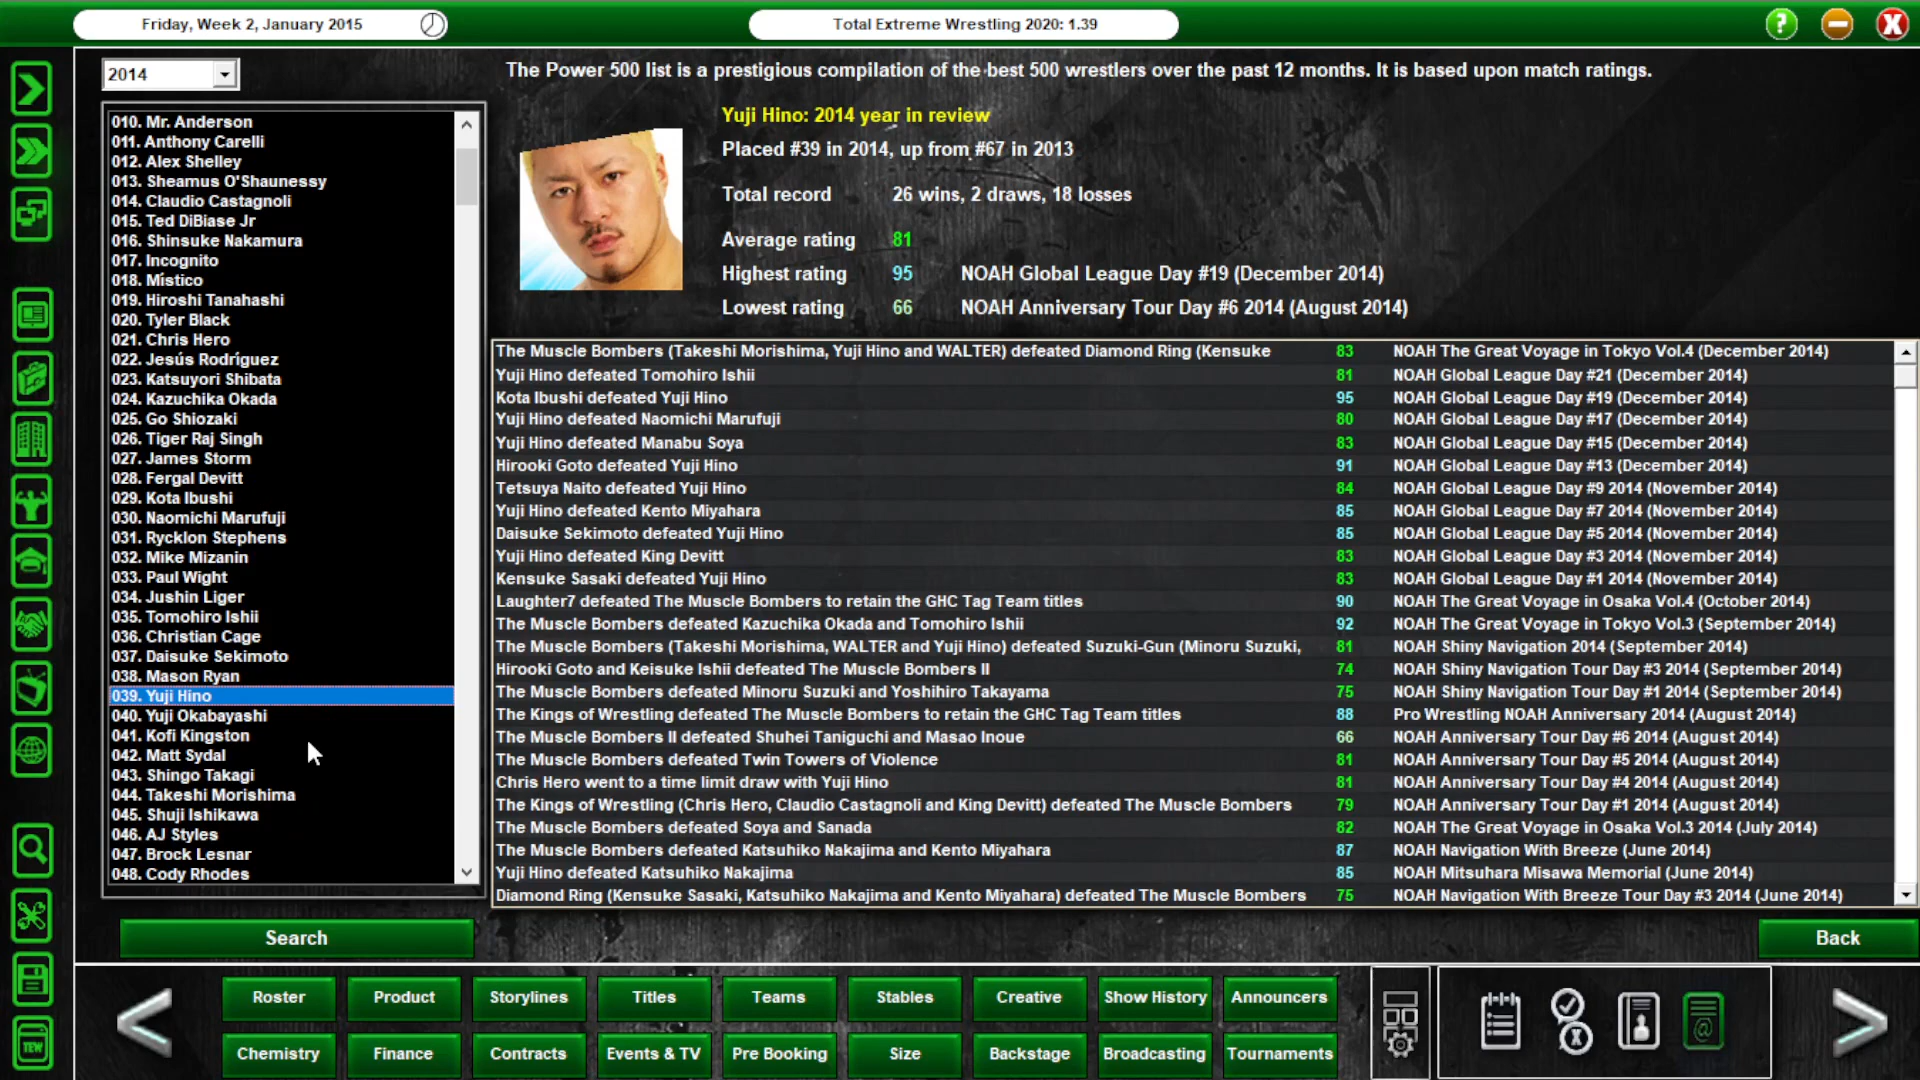 Friday, Week 2, January 2015
Total Extreme Wrestling 2020: 1.39
2014
The Power 500 list is a prestigious compilation of the best 500 wrestlers over the past 12 months. It is based upon match ratings.
010. Mr. Anderson
011. Anthony Carelli
012. Alex Shelley
013. Sheamus O'Shaunessy
014. Claudio Castagnoli
015. Ted DiBiase Jr
016. Shinsuke Nakamura
017. Incognito
018. Místico
019. Hiroshi Tanahashi
020. Tyler Black
021. Chris Hero
022. Jesús Rodríguez
023. Katsuyori Shibata
024. Kazuchika Okada
025. Go Shiozaki
026. Tiger Raj Singh
027. James Storm
028. Fergal Devitt
029. Kota Ibushi
030. Naomichi Marufuji
031. Rycklon Stephens
032. Mike Mizanin
033. Paul Wight
034. Jushin Liger
035. Tomohiro Ishii
036. Christian Cage
037. Daisuke Sekimoto
038. Mason Ryan
039. Yuji Hino
040. Yuji Okabayashi
041. Kofi Kingston
042. Matt Sydal
043. Shingo Takagi
044. Takeshi Morishima
045. Shuji Ishikawa
046. AJ Styles
047. Brock Lesnar
048. Cody Rhodes
Search
Yuji Hino: 2014 year in review
Placed #39 in 2014, up from #67 in 2013
Total record 26 wins, 2 draws, 18 losses
Average rating 81
Highest rating 95 NOAH Global League Day #19 (December 2014)
Lowest rating 66 NOAH Anniversary Tour Day #6 2014 (August 2014)
The Muscle Bombers (Takeshi Morishima, Yuji Hino and WALTER) defeated Diamond Ring (Kensuke 83 NOAH The Great Voyage in Tokyo Vol.4 (December 2014)
Yuji Hino defeated Tomohiro Ishii 81 NOAH Global League Day #21 (December 2014)
Kota Ibushi defeated Yuji Hino 95 NOAH Global League Day #19 (December 2014)
Yuji Hino defeated Naomichi Marufuji 80 NOAH Global League Day #17 (December 2014)
Yuji Hino defeated Manabu Soya 83 NOAH Global League Day #15 (December 2014)
Hirooki Goto defeated Yuji Hino 91 NOAH Global League Day #13 (December 2014)
Tetsuya Naito defeated Yuji Hino 84 NOAH Global League Day #9 2014 (November 2014)
Yuji Hino defeated Kento Miyahara 85 NOAH Global League Day #7 2014 (November 2014)
Daisuke Sekimoto defeated Yuji Hino 85 NOAH Global League Day #5 2014 (November 2014)
Yuji Hino defeated King Devitt 83 NOAH Global League Day #3 2014 (November 2014)
Kensuke Sasaki defeated Yuji Hino 83 NOAH Global League Day #1 2014 (November 2014)
Laughter7 defeated The Muscle Bombers to retain the GHC Tag Team titles 90 NOAH The Great Voyage in Osaka Vol.4 (October 2014)
The Muscle Bombers defeated Kazuchika Okada and Tomohiro Ishii 92 NOAH The Great Voyage in Tokyo Vol.3 (September 2014)
The Muscle Bombers (Takeshi Morishima, WALTER and Yuji Hino) defeated Suzuki-Gun (Minoru Suzuki, 81 NOAH Shiny Navigation 2014 (September 2014)
Hirooki Goto and Keisuke Ishii defeated The Muscle Bombers II 74 NOAH Shiny Navigation Tour Day #3 2014 (September 2014)
The Muscle Bombers defeated Minoru Suzuki and Yoshihiro Takayama 75 NOAH Shiny Navigation Tour Day #1 2014 (September 2014)
The Kings of Wrestling defeated The Muscle Bombers to retain the GHC Tag Team titles 88 Pro Wrestling NOAH Anniversary 2014 (August 2014)
The Muscle Bombers II defeated Shuhei Taniguchi and Masao Inoue 66 NOAH Anniversary Tour Day #6 2014 (August 2014)
The Muscle Bombers defeated Twin Towers of Violence 81 NOAH Anniversary Tour Day #5 2014 (August 2014)
Chris Hero went to a time limit draw with Yuji Hino 81 NOAH Anniversary Tour Day #4 2014 (August 2014)
The Kings of Wrestling (Chris Hero, Claudio Castagnoli and King Devitt) defeated The Muscle Bombers 79 NOAH Anniversary Tour Day #1 2014 (August 2014)
The Muscle Bombers defeated Soya and Sanada 82 NOAH The Great Voyage in Osaka Vol.3 2014 (July 2014)
The Muscle Bombers defeated Katsuhiko Nakajima and Kento Miyahara 87 NOAH Navigation With Breeze (June 2014)
Yuji Hino defeated Katsuhiko Nakajima 85 NOAH Mitsuhara Misawa Memorial (June 2014)
Diamond Ring (Kensuke Sasaki, Katsuhiko Nakajima and Kento Miyahara) defeated The Muscle Bombers 75 NOAH Navigation With Breeze Tour Day #3 2014 (June 2014)
Back
Roster Product Storylines Titles Teams Stables Creative Show History Announcers
Chemistry Finance Contracts Events & TV Pre Booking Size Backstage Broadcasting Tournaments
TEW